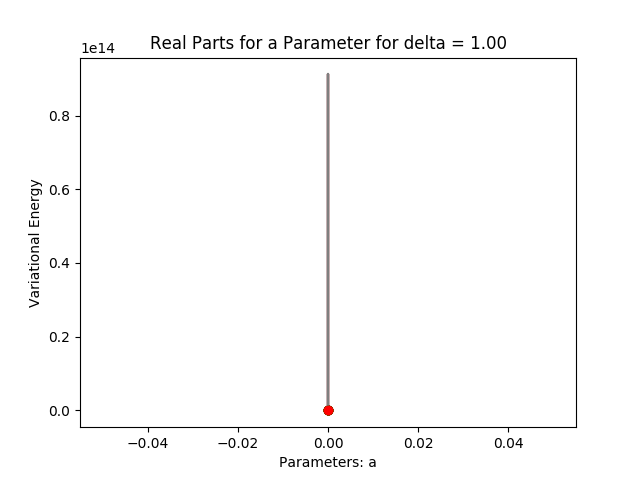 Real Parts for a Parameter for delta = 1.00
1e14
0.8
0.6
0.4
0.2
0.0
Variational Energy
−0.04 −0.02 0.00 0.02 0.04
Parameters: a